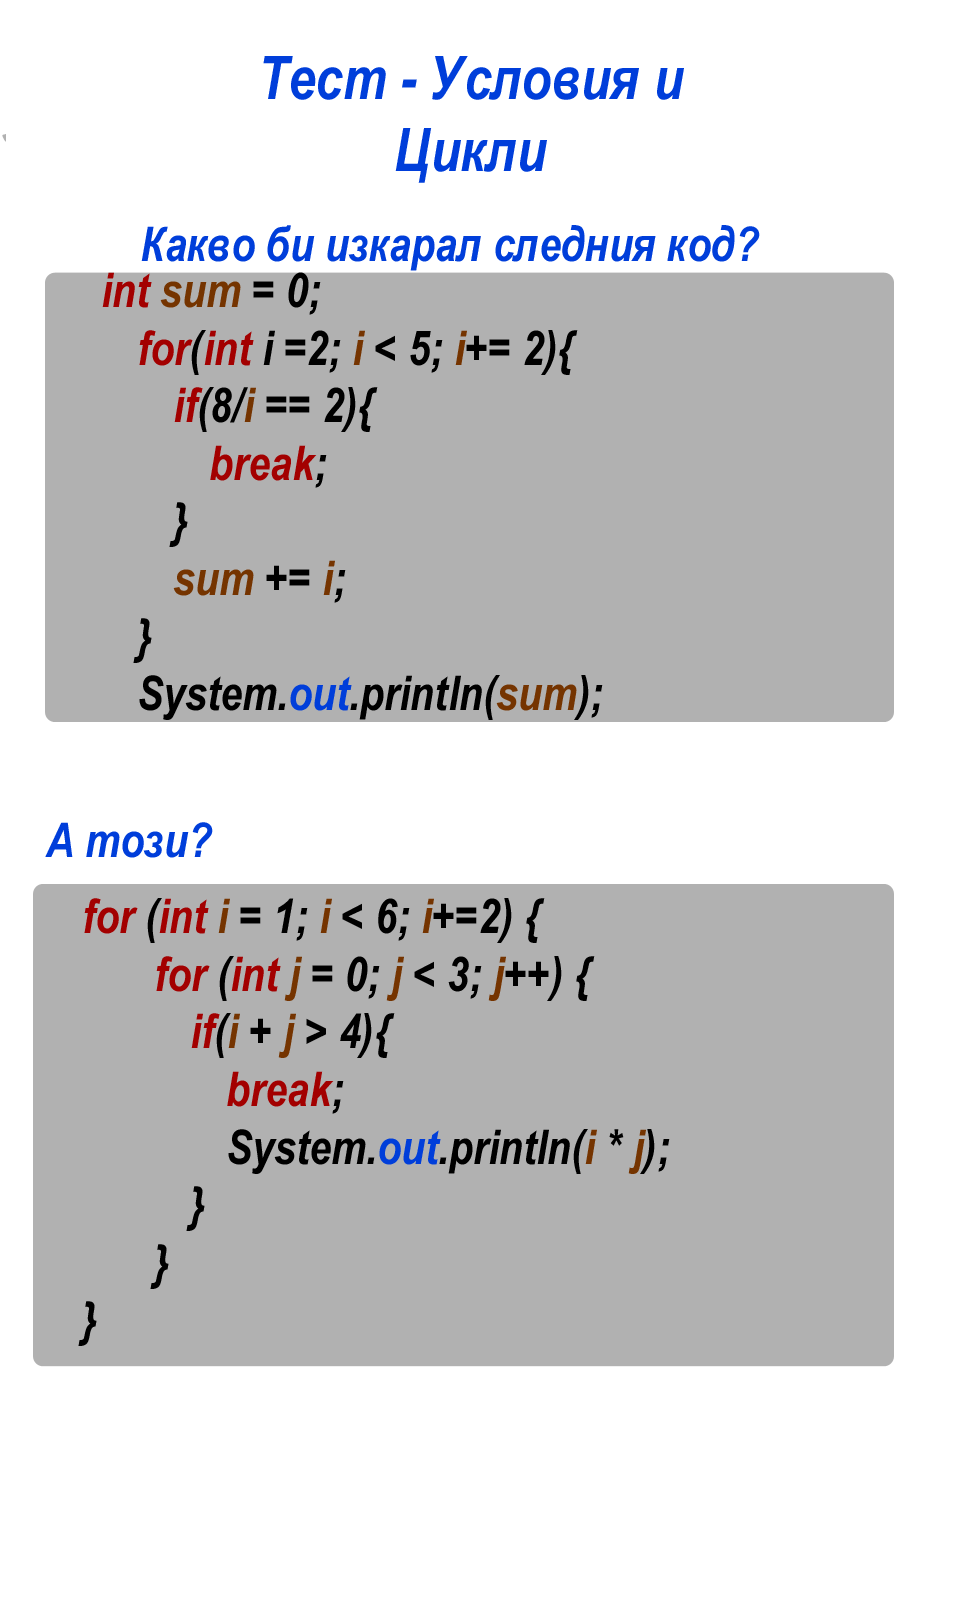 Тест - Условия и
Цикли
Какво би изкарал следния код?
int sum = 0;
for(int i =2; i < 5; i+= 2){
if(8/i == 2){
break;
}
sum += i;
}
System.out.println(sum);
А този?
for (int i = 1; i < 6; i+=2) {
for (int j = 0; j < 3; j++) {
if(i + j > 4){
break;
System.out.println(i * j);
}
}
}